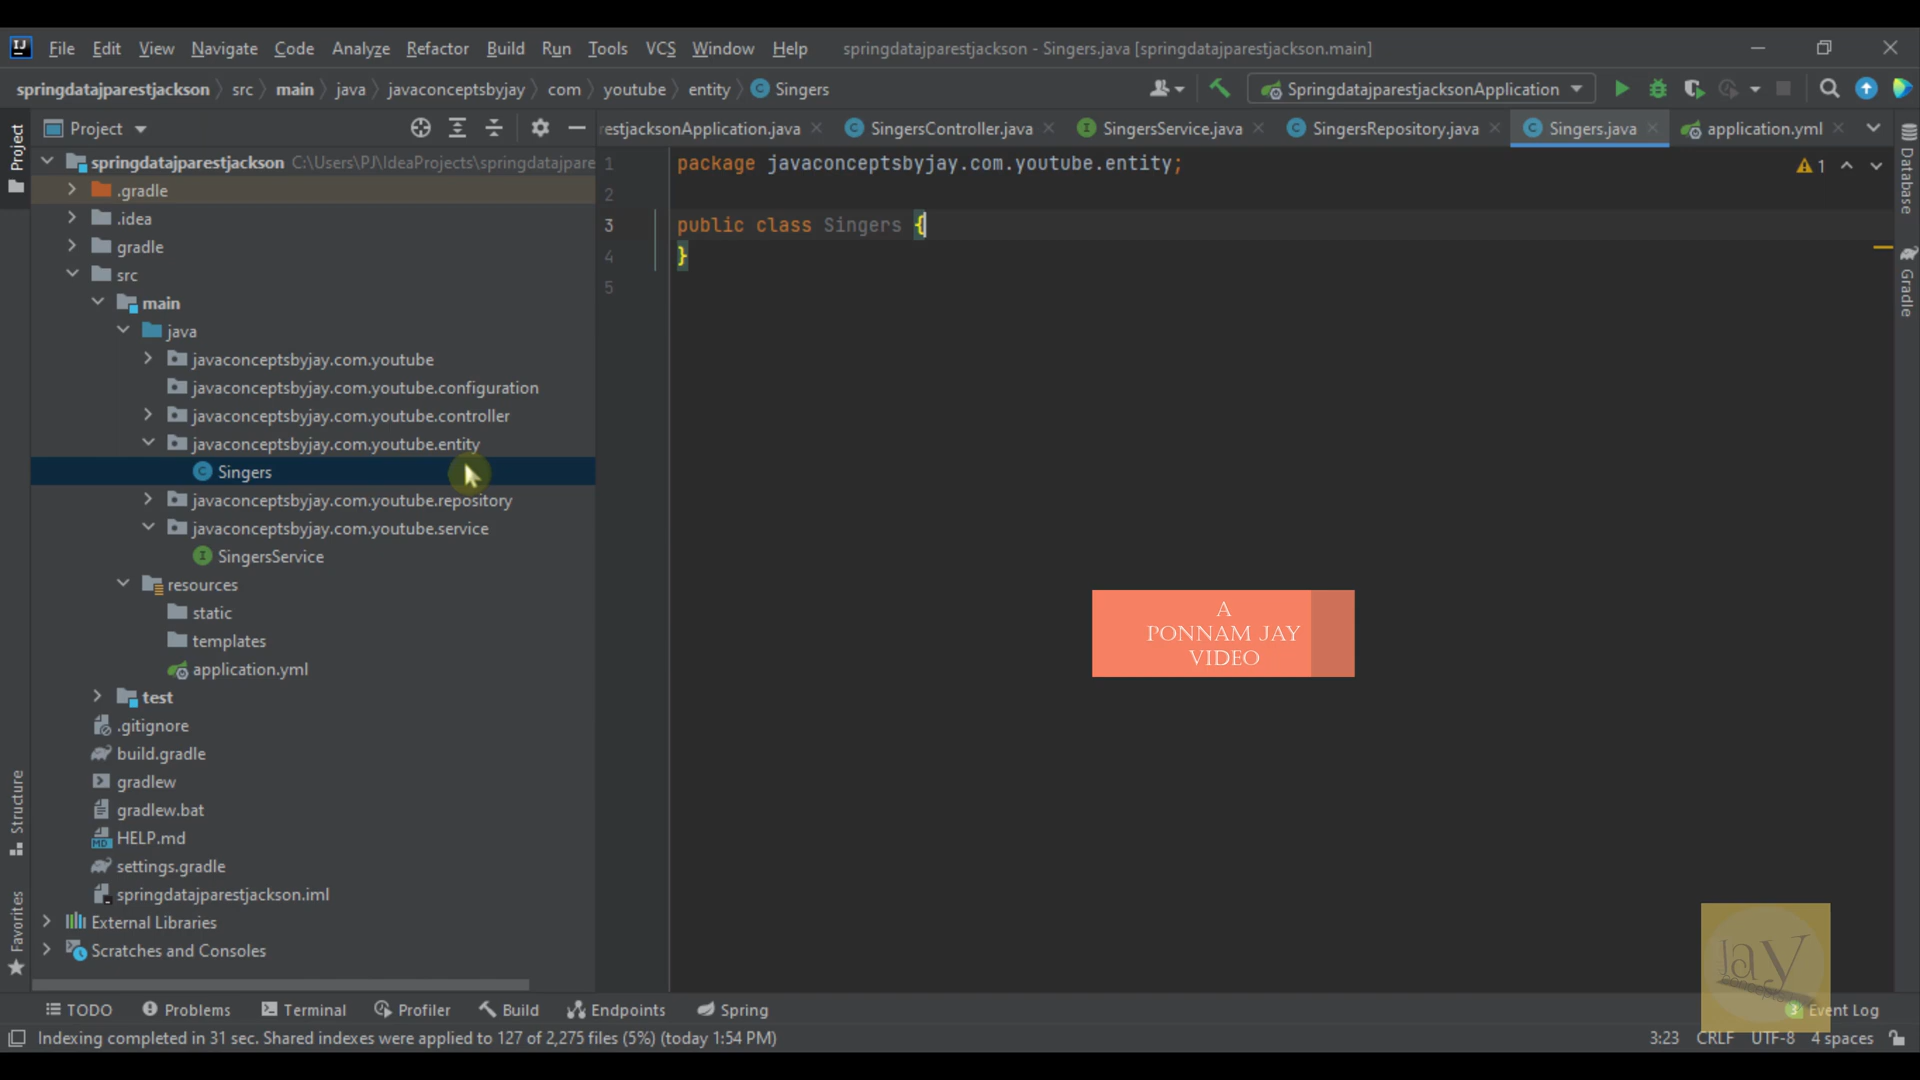 File Edit View Navigate Code Analyze Refactor Build Run Tools VCS Window Help springdatajparestjackson - Singers.java [springdatajparestjackson.main]
springdatajparestjackson src main java javaconceptsbyjay com youtube entity Singers SpringdatajparestjacksonApplication
Project
restjacksonApplication.java SingersController.java SingersService.java SingersRepository.java Singers.java application.yml
springdatajparestjackson C:\Users\PJ\IdeaProjects\springdatajpare
.gradle
.idea
gradle
src
main
java
javaconceptsbyjay.com.youtube
javaconceptsbyjay.com.youtube.configuration
javaconceptsbyjay.com.youtube.controller
javaconceptsbyjay.com.youtube.entity
Singers
javaconceptsbyjay.com.youtube.repository
javaconceptsbyjay.com.youtube.service
SingersService
resources
static
templates
application.yml
test
.gitignore
build.gradle
gradlew
gradlew.bat
HELP.md
settings.gradle
springdatajparestjackson.iml
External Libraries
Scratches and Consoles
1 package javaconceptsbyjay.com.youtube.entity;
2
3 public class Singers {
4 }
5
1
A
PONNAM JAY
VIDEO
Project
Structure
Favorites
Database
Gradle
Jay
concepts
TODO Problems Terminal Profiler Build Endpoints Spring 3 Event Log
Indexing completed in 31 sec. Shared indexes were applied to 127 of 2,275 files (5%) (today 1:54 PM) 3:23 CRLF UTF-8 4 spaces